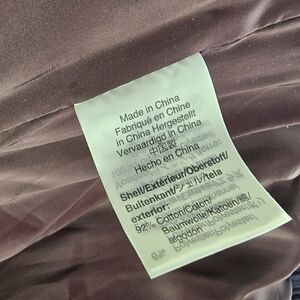 Made in China
Fabriqué en Chine
in China Hergestellt
Vervaardigd in China
中国製
Hecho en China
Shell/Extérieur/Oberstoff/
Buitenkant/シェル/tela
exterior:
92% Cotton/Coton/
Baumwolle/Katoen/綿/
algodón